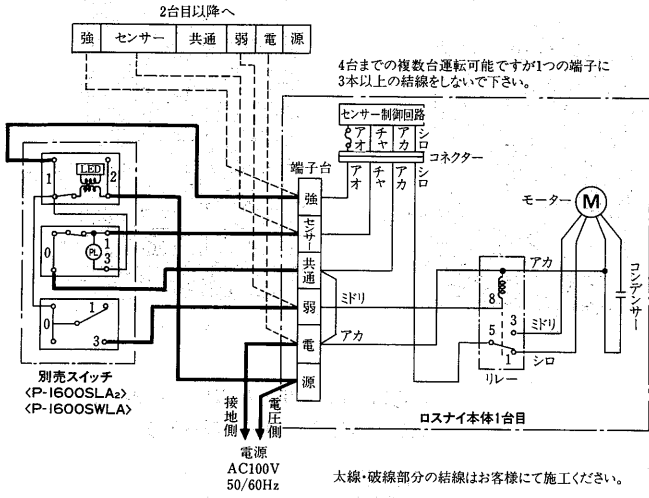 2台目以降へ
強 センサー 共通 弱 電 源
4台までの複数台運転可能ですが1つの端子に
3本以上の結線をしないで下さい。
センサー制御回路
アオ チャ アカ シロ
コネクター
端子台
アオ チャ アカ シロ
LED
1 2
強
センサー
共通
弱
電
源
モーター M
PL
0 1 3
0 1 3
アカ
コンデンサー
ミドリ
アカ
8
3 ミドリ
5
1 シロ
リレー
別売スイッチ
〈P-1600SLA₂〉
〈P-1600SWLA〉
接地側 電圧側
ロスナイ本体1台目
電源
AC100V
50/60Hz
太線・破線部分の結線はお客様にて施工ください。